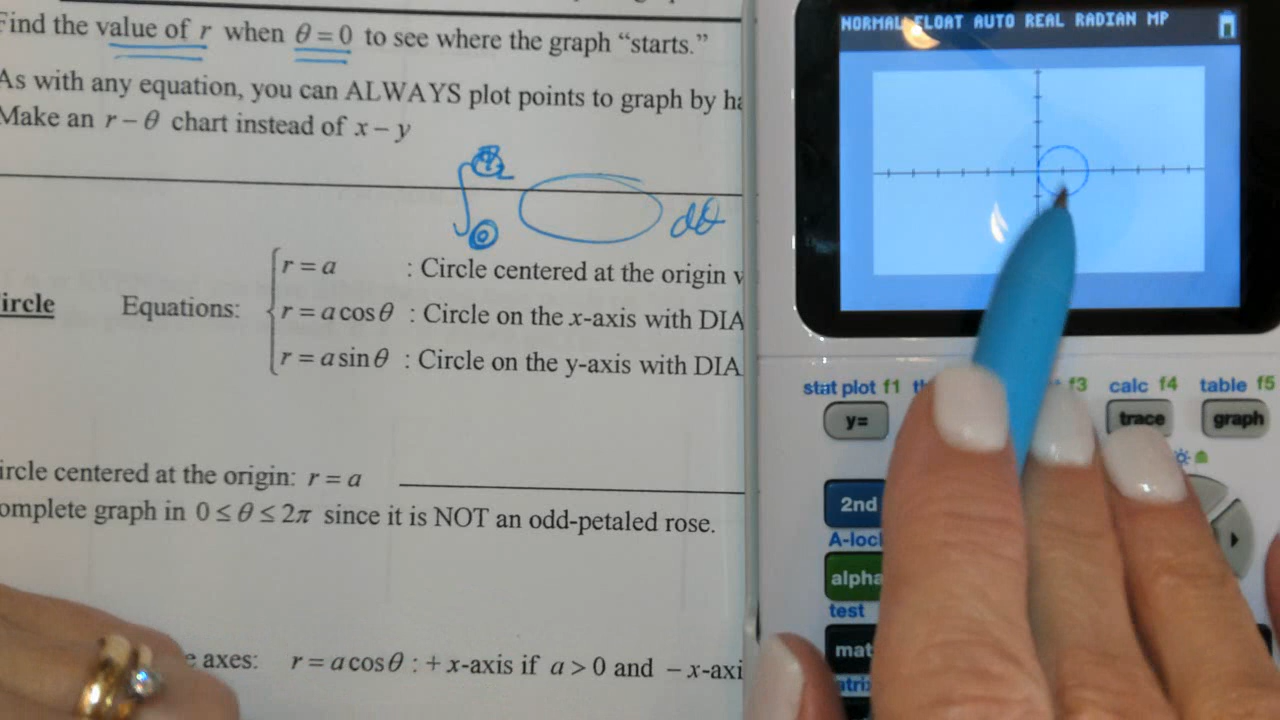 Find the value of r when θ = 0 to see where the graph “starts.”
As with any equation, you can ALWAYS plot points to graph by
Make an r – θ chart instead of x – y
∫ 0 dθ
Equations:
r = a : Circle centered at the origin
r = a cos θ : Circle on the x-axis with DIA
r = a sin θ : Circle on the y-axis with DIA
ircle
ircle centered at the origin: r = a
omplete graph in 0 ≤ θ ≤ 2π since it is NOT an odd-petaled rose.
e axes: r = a cos θ : + x-axis if a > 0 and – x-axi
NORMAL FLOAT AUTO REAL RADIAN MP
stat plot f1
f3
calc f4
table f5
y=
trace
graph
2nd
A-loc
alpha
test
mat